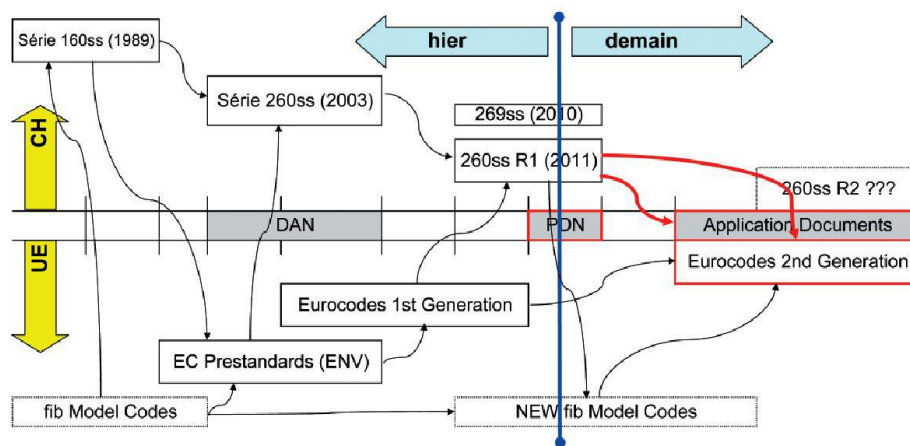 Série 160ss (1989)
hier
demain
Série 260ss (2003)
269ss (2010)
CH
260ss R1 (2011)
260ss R2 ???
DAN
PDN
Application Documents
UE
Eurocodes 2nd Generation
Eurocodes 1st Generation
EC Prestandards (ENV)
fib Model Codes
NEW fib Model Codes